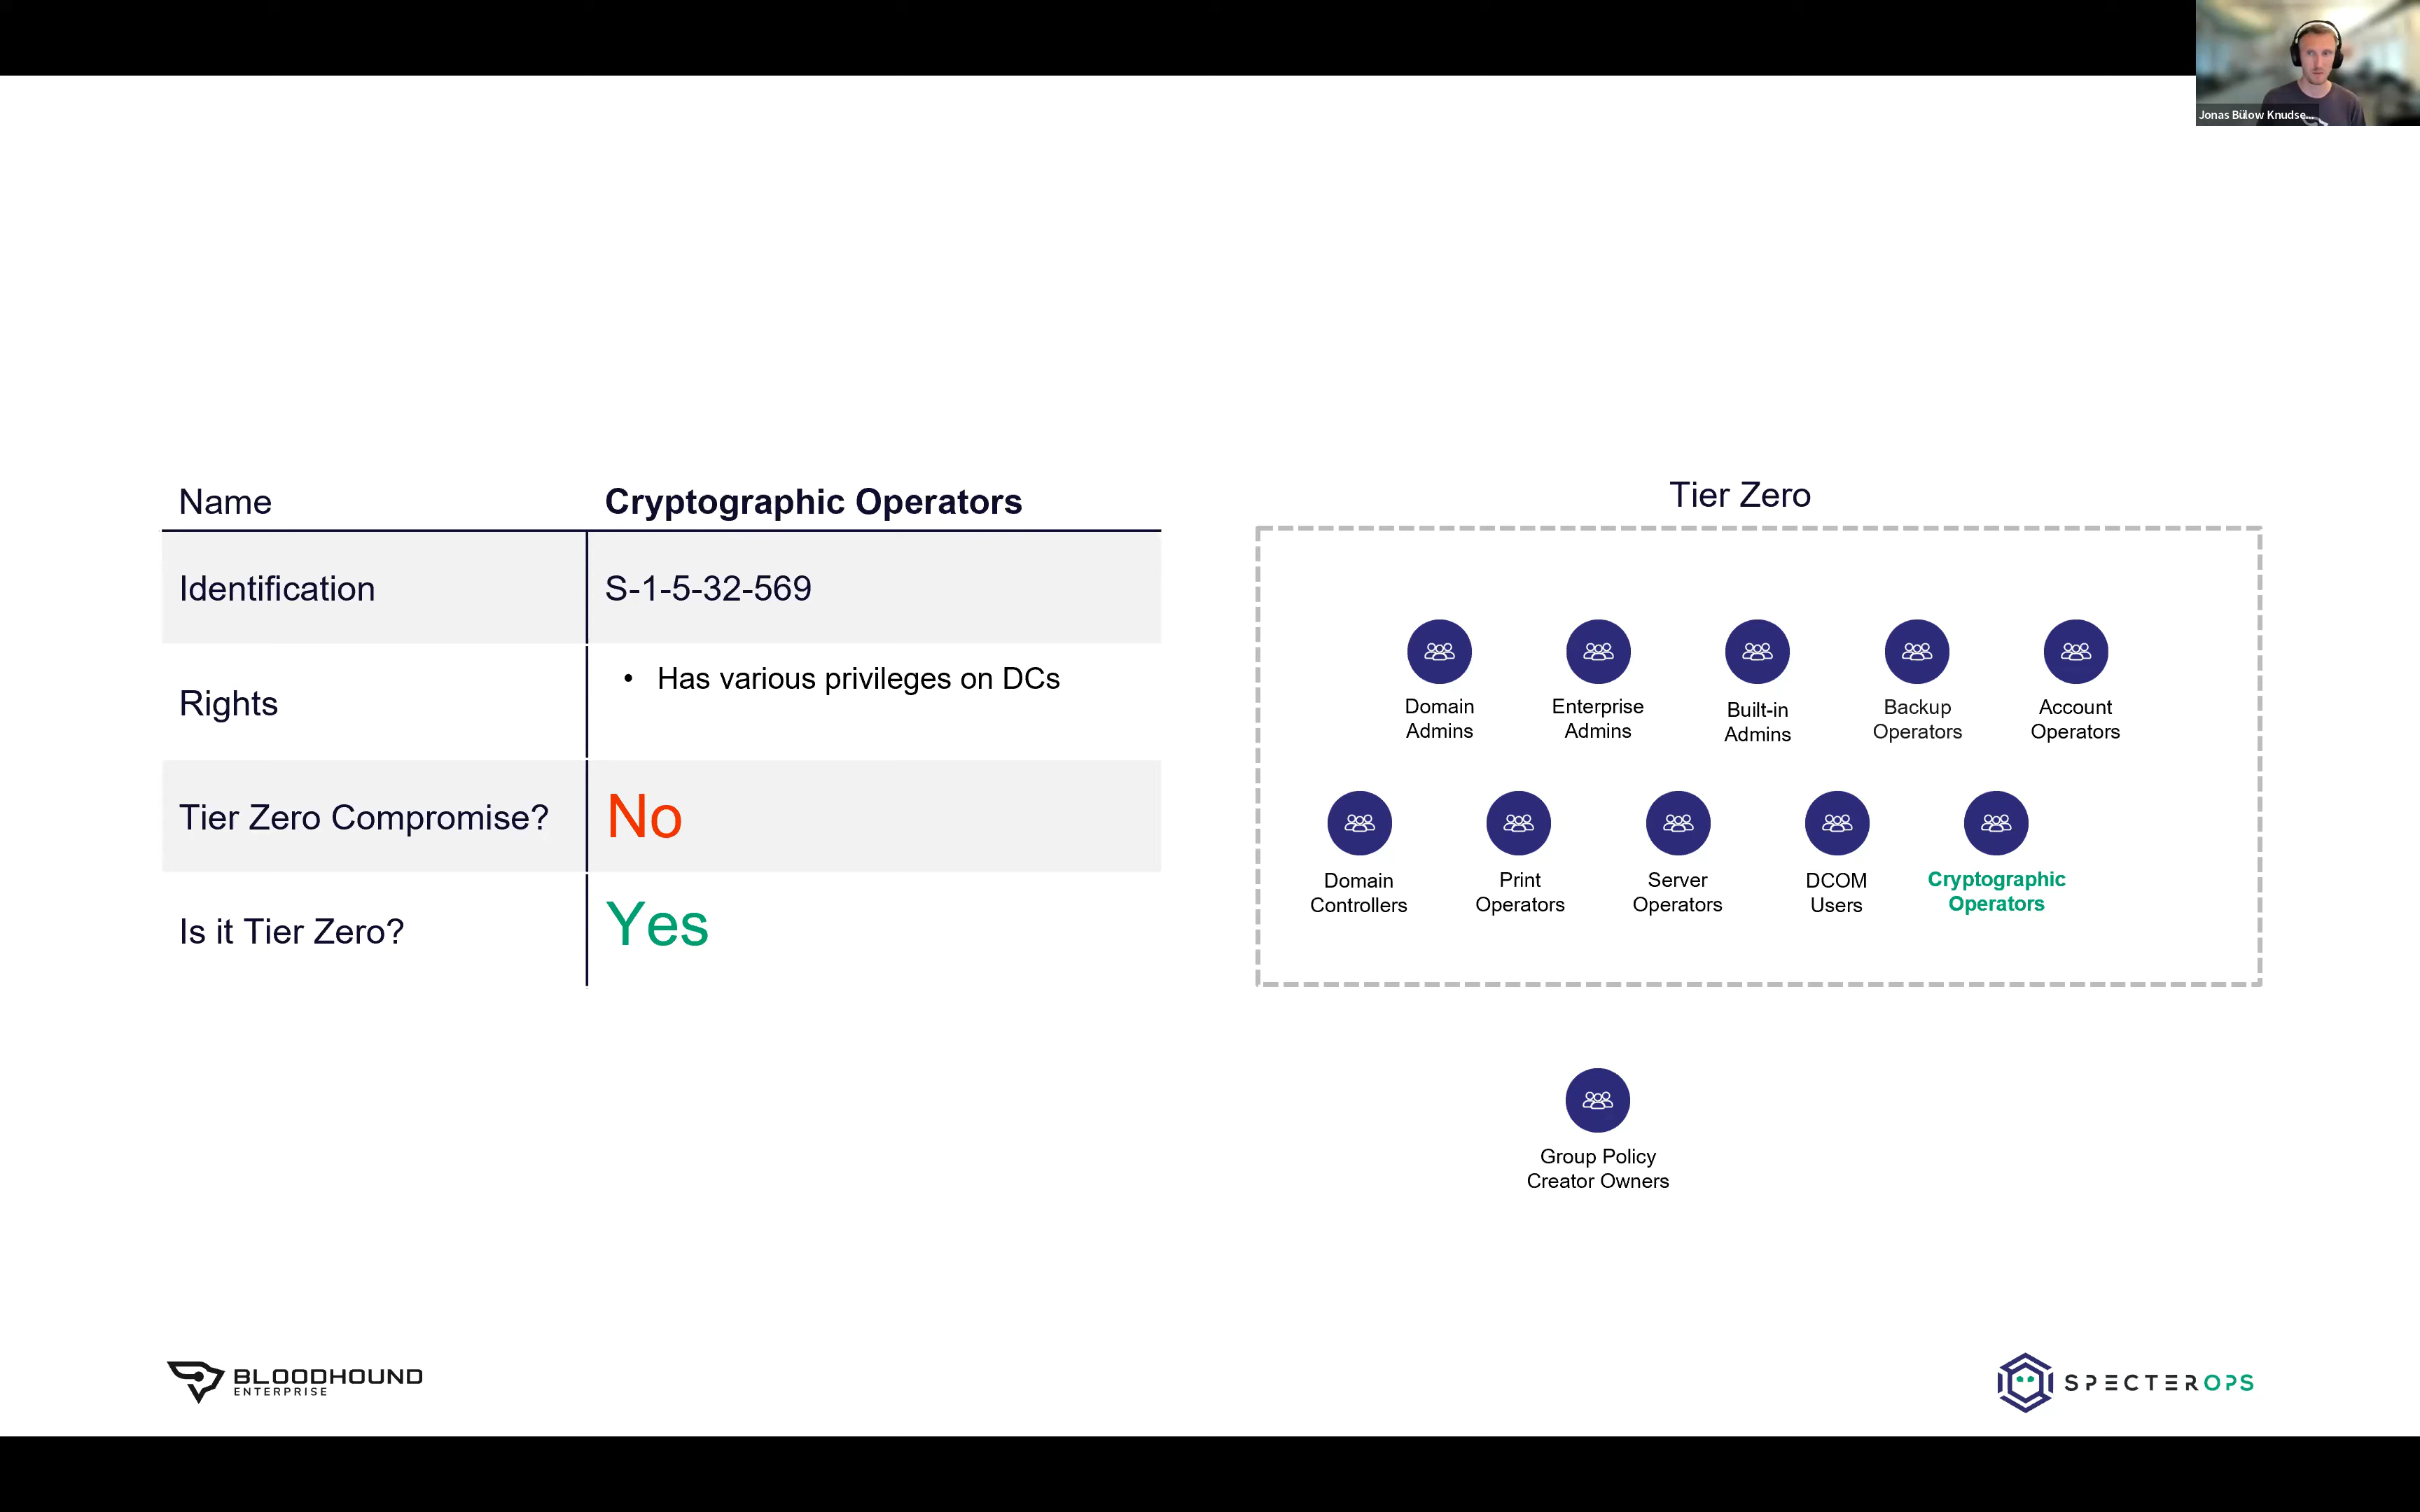 Jonas Bülow Knudse...
Name
Cryptographic Operators
Identification
S-1-5-32-569
Rights
• Has various privileges on DCs
Tier Zero Compromise?
No
Is it Tier Zero?
Yes
Tier Zero
Domain
Admins
Enterprise
Admins
Built-in
Admins
Backup
Operators
Account
Operators
Domain
Controllers
Print
Operators
Server
Operators
DCOM
Users
Cryptographic
Operators
Group Policy
Creator Owners
BLOODHOUND
ENTERPRISE
SPECTEROPS